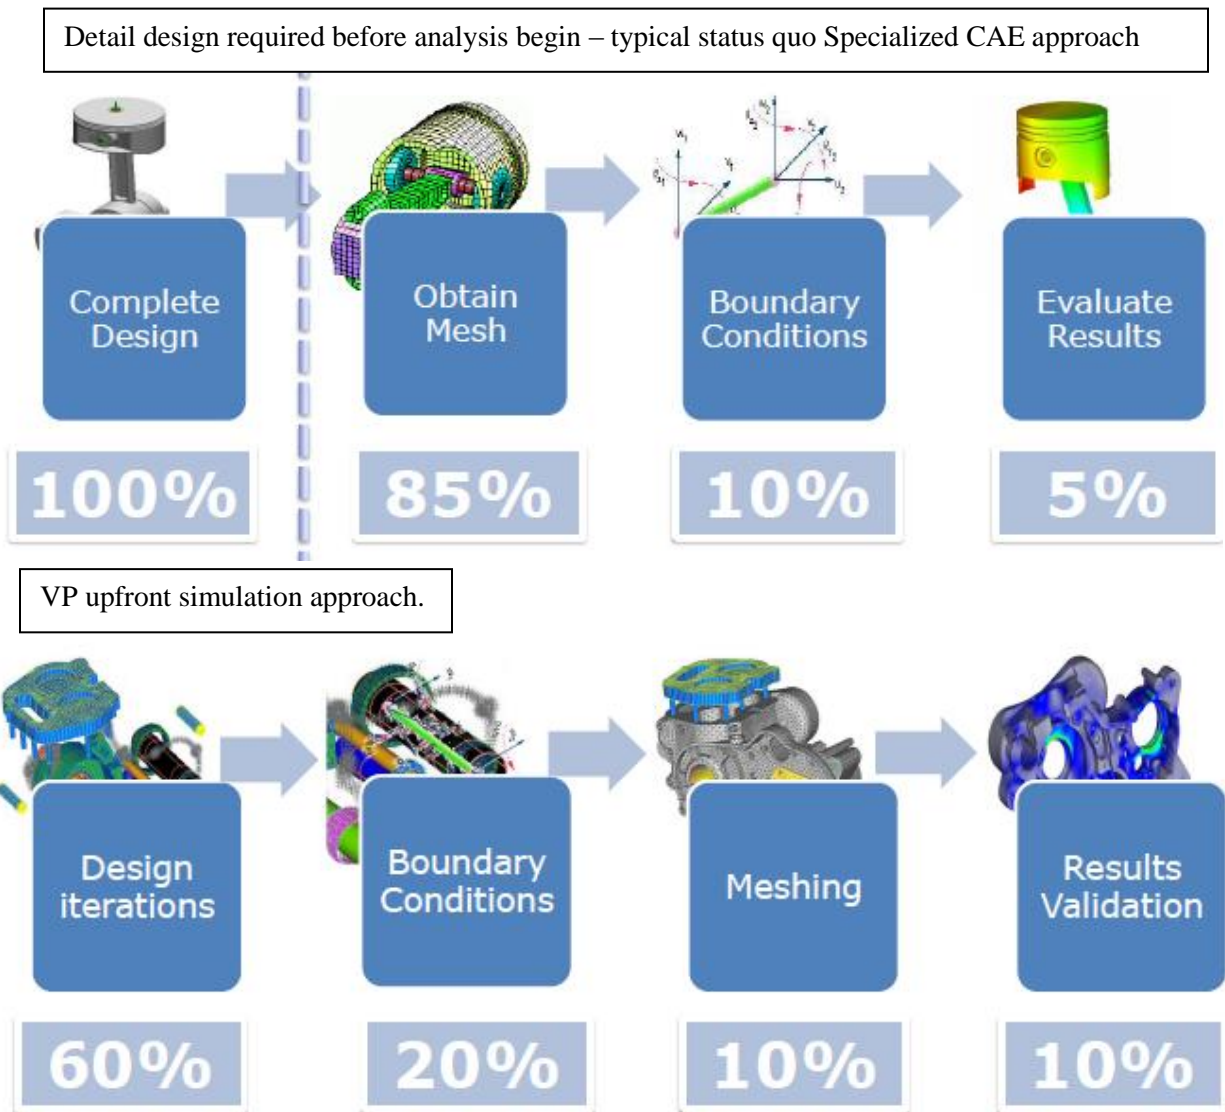 Detail design required before analysis begin – typical status quo Specialized CAE approach
Complete
Design
Obtain
Mesh
Boundary
Conditions
Evaluate
Results
100%
85%
10%
5%
VP upfront simulation approach.
Design
iterations
Boundary
Conditions
Meshing
Results
Validation
60%
20%
10%
10%